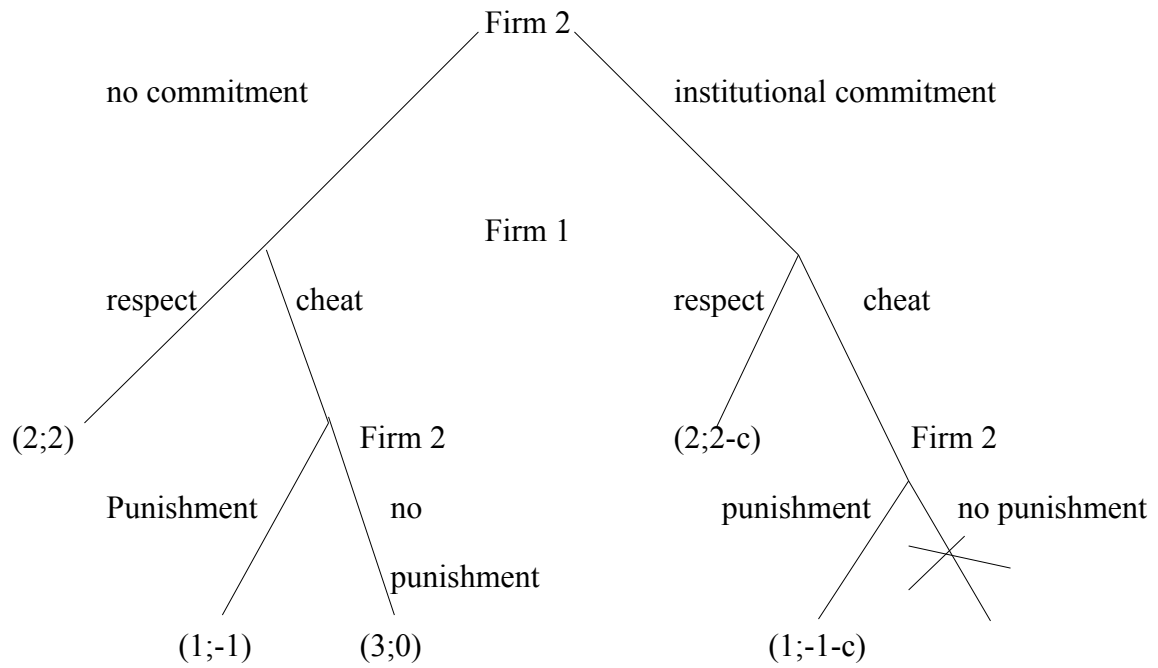 Firm 2
no commitment
institutional commitment
Firm 1
respect
cheat
respect
cheat
(2;2)
Firm 2
(2;2-c)
Firm 2
Punishment
no
punishment
punishment
no punishment
(1;-1)
(3;0)
(1;-1-c)